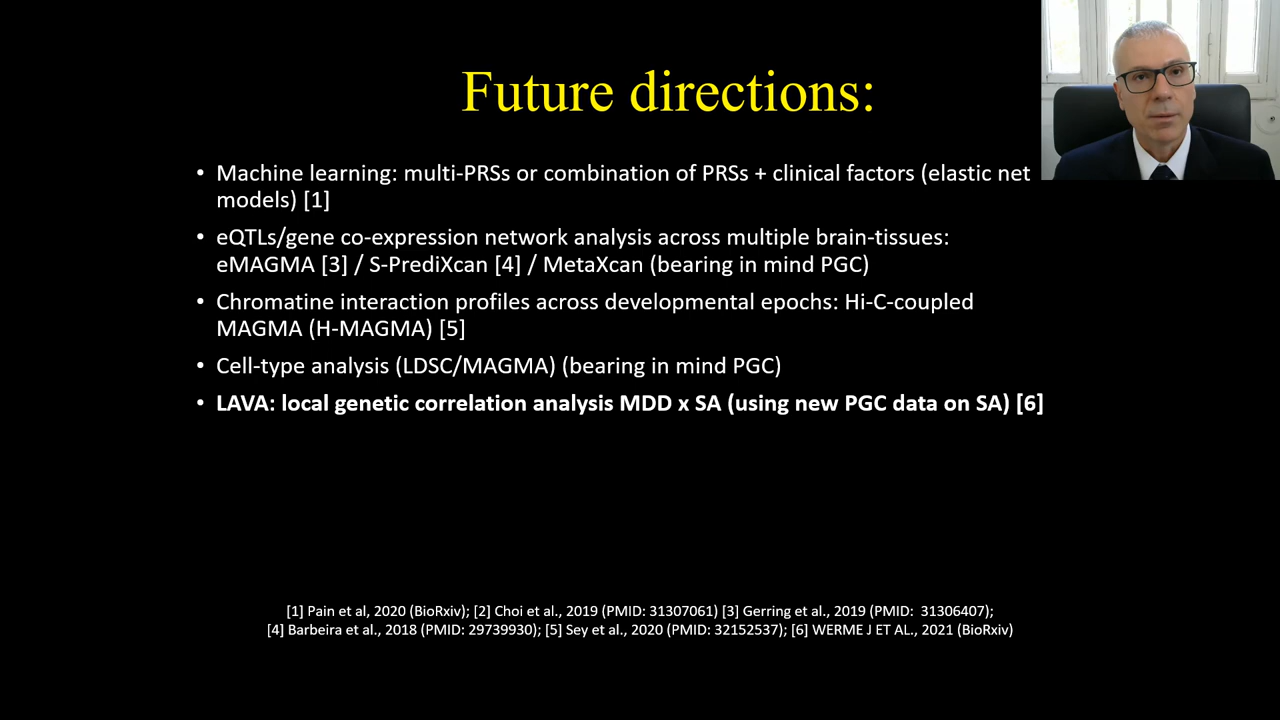 Future directions:
• Machine learning: multi-PRSs or combination of PRSs + clinical factors (elastic net
models) [1]
• eQTLs/gene co-expression network analysis across multiple brain-tissues:
eMAGMA [3] / S-PrediXcan [4] / MetaXcan (bearing in mind PGC)
• Chromatine interaction profiles across developmental epochs: Hi-C-coupled
MAGMA (H-MAGMA) [5]
• Cell-type analysis (LDSC/MAGMA) (bearing in mind PGC)
• LAVA: local genetic correlation analysis MDD x SA (using new PGC data on SA) [6]
[1] Pain et al, 2020 (BioRxiv); [2] Choi et al., 2019 (PMID: 31307061) [3] Gerring et al., 2019 (PMID: 31306407);
[4] Barbeira et al., 2018 (PMID: 29739930); [5] Sey et al., 2020 (PMID: 32152537); [6] WERME J ET AL., 2021 (BioRxiv)